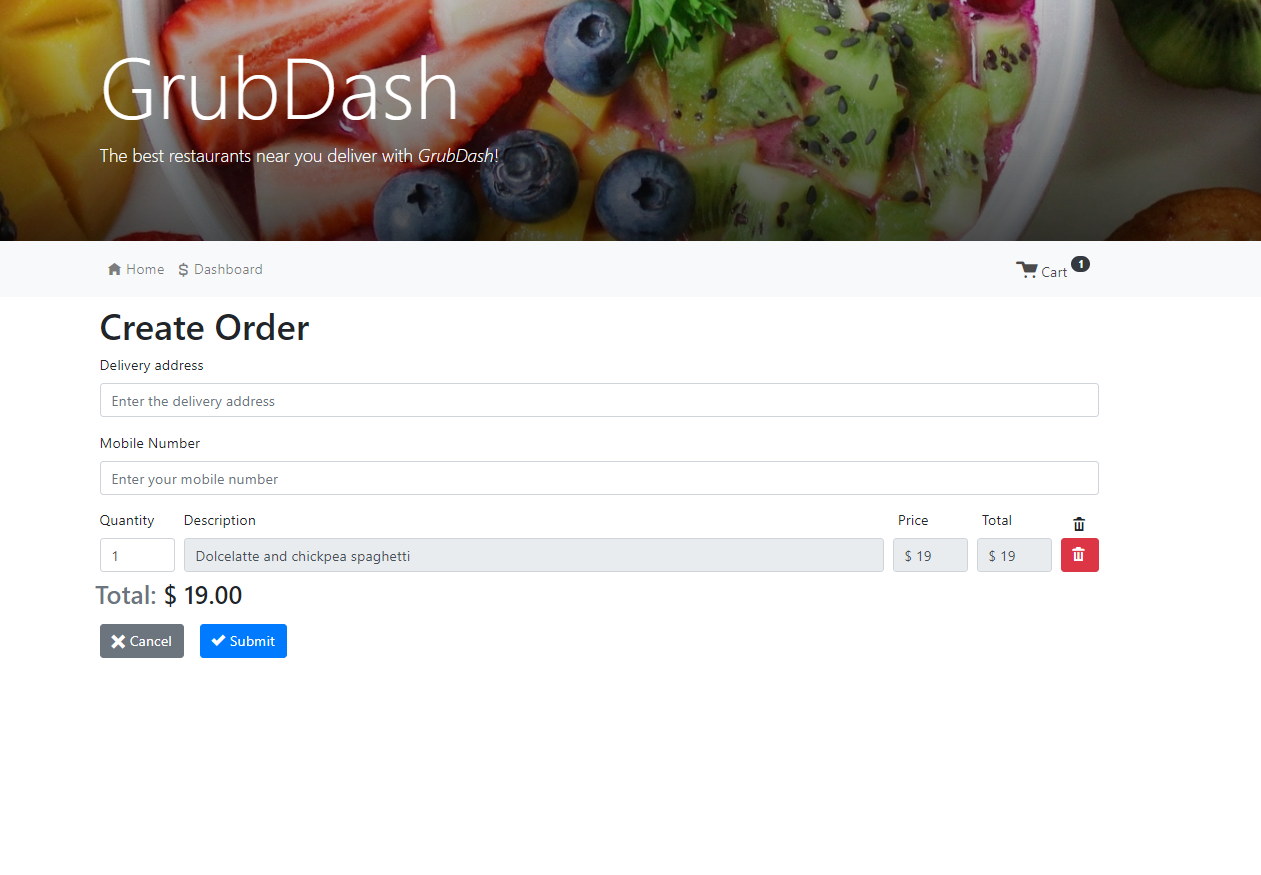 GrubDash
The best restaurants near you deliver with GrubDash!
Home $ Dashboard Cart 1
Create Order
Delivery address
Enter the delivery address
Mobile Number
Enter your mobile number
Quantity Description Price Total
1 Dolcelatte and chickpea spaghetti $ 19 $ 19
Total: $ 19.00
Cancel Submit